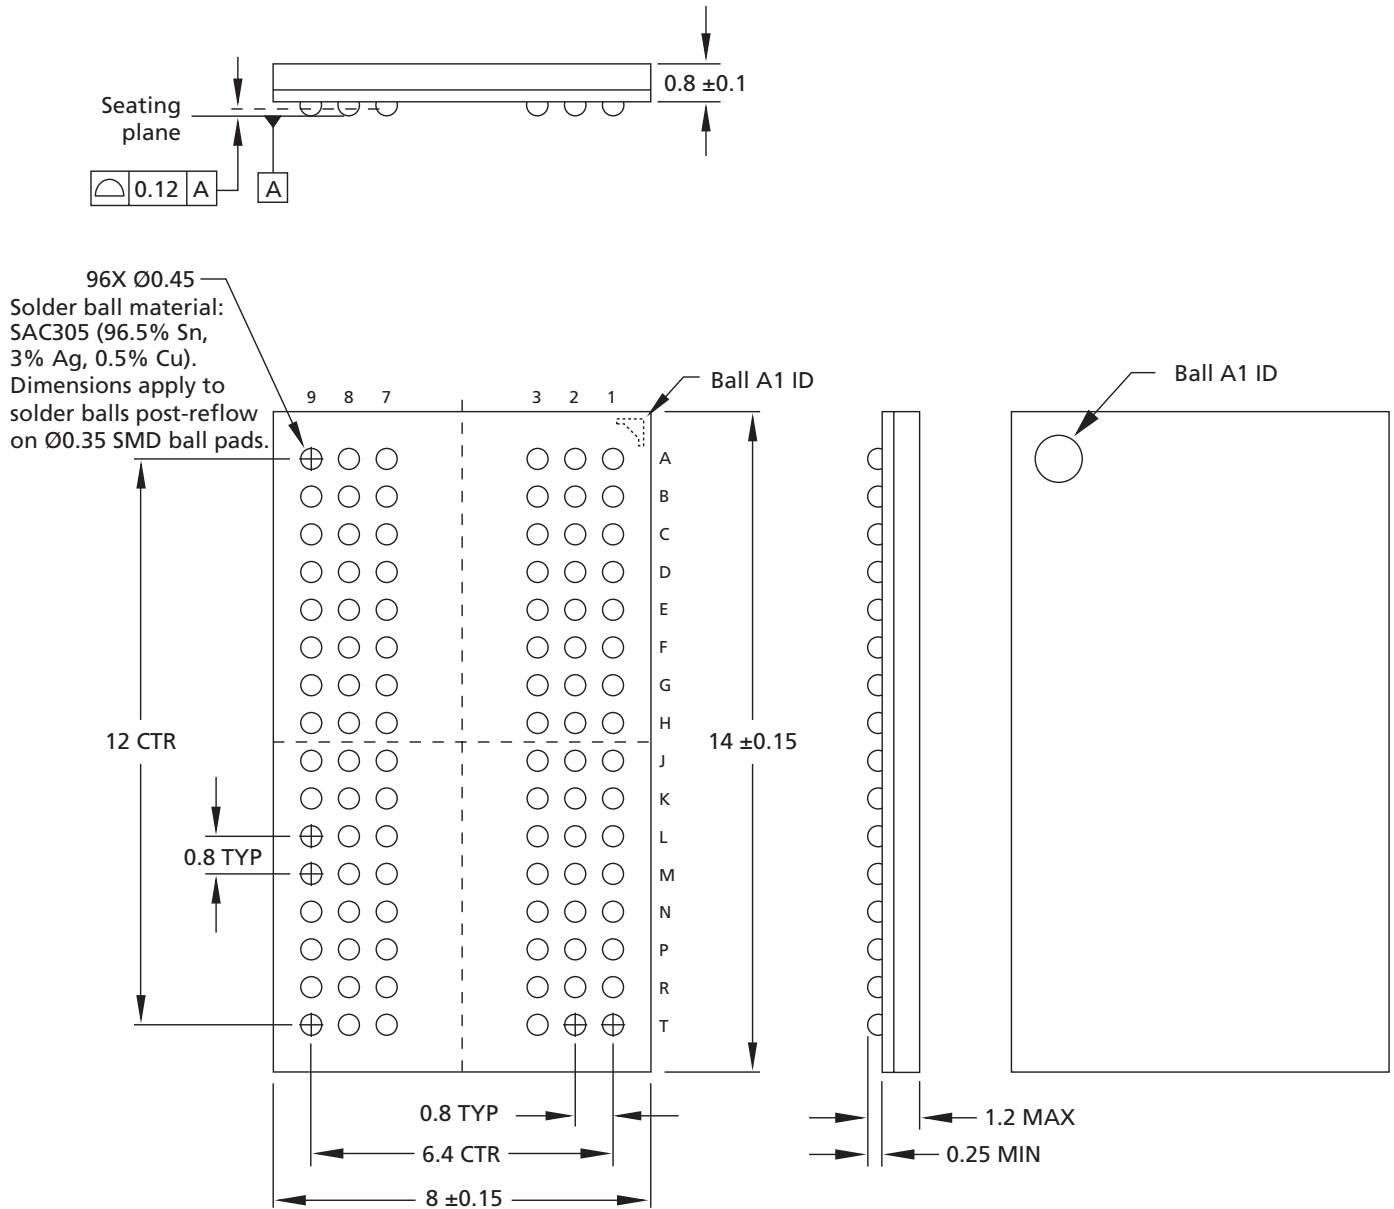 0.8 ±0.1
Seating
plane
0.12 A
A
96X Ø0.45
Solder ball material:
SAC305 (96.5% Sn,
3% Ag, 0.5% Cu).
Dimensions apply to
solder balls post-reflow
on Ø0.35 SMD ball pads.
9 8 7 3 2 1
Ball A1 ID
Ball A1 ID
A
B
C
D
E
F
G
H
J
K
L
M
N
P
R
T
12 CTR
14 ±0.15
0.8 TYP
0.8 TYP
6.4 CTR
8 ±0.15
1.2 MAX
0.25 MIN